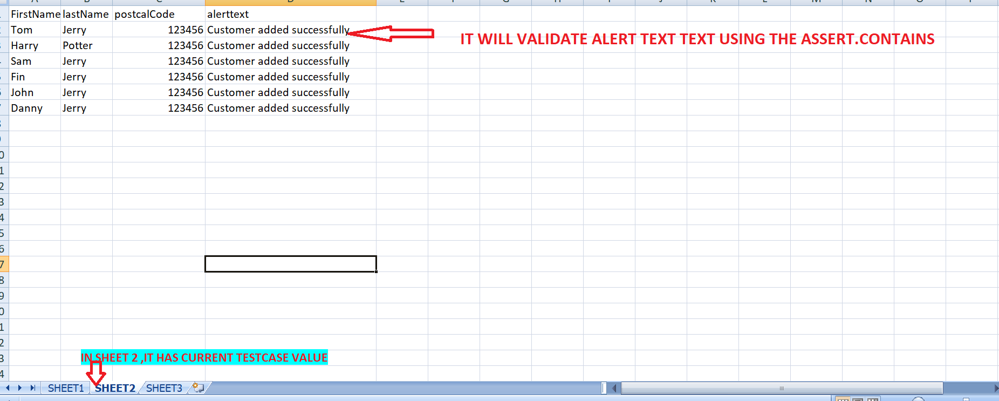 FirstName lastName postcalCode alerttext
Tom Jerry 123456 Customer added successfully
IT WILL VALIDATE ALERT TEXT TEXT USING THE ASSERT.CONTAINS
Harry Potter 123456 Customer added successfully
Sam Jerry 123456 Customer added successfully
Fin Jerry 123456 Customer added successfully
John Jerry 123456 Customer added successfully
Danny Jerry 123456 Customer added successfully
IN SHEET 2 ,IT HAS CURRENT TESTCASE VALUE
SHEET1 SHEET2 SHEET3